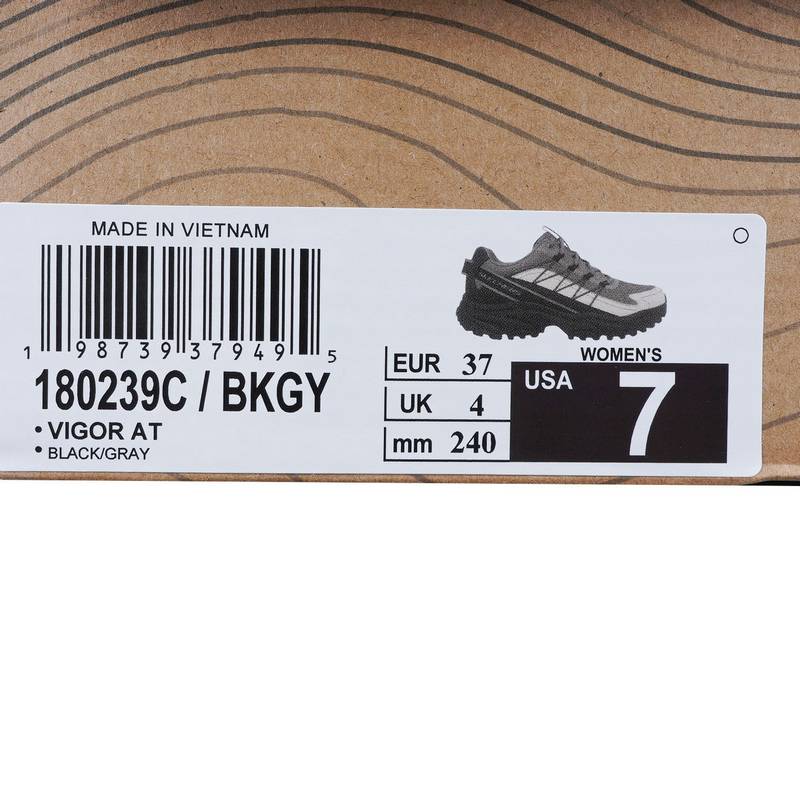 MADE IN VIETNAM
1 98739 37949 5
180239C / BKGY
• VIGOR AT
• BLACK/GRAY
SKECHERS
WOMEN'S
EUR 37
UK 4
mm 240
USA 7